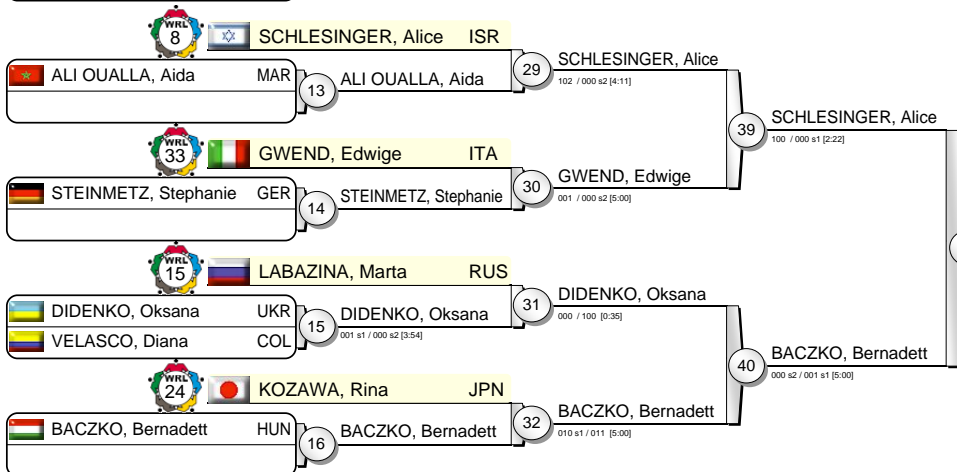 WRL
8
SCHLESINGER, Alice ISR
ALI OUALLA, Aida MAR
13
ALI OUALLA, Aida
29
SCHLESINGER, Alice
102 / 000 s2 [4:11]
WRL
33
GWEND, Edwige ITA
STEINMETZ, Stephanie GER
14
STEINMETZ, Stephanie
30
GWEND, Edwige
001 / 000 s2 [5:00]
39
SCHLESINGER, Alice
100 / 000 s1 [2:22]
WRL
15
LABAZINA, Marta RUS
DIDENKO, Oksana UKR
VELASCO, Diana COL
15
DIDENKO, Oksana
001 s1 / 000 s2 [3:54]
31
DIDENKO, Oksana
000 / 100 [0:35]
WRL
24
KOZAWA, Rina JPN
BACZKO, Bernadett HUN
16
BACZKO, Bernadett
32
BACZKO, Bernadett
010 s1 / 011 [5:00]
40
BACZKO, Bernadett
000 s2 / 001 s1 [5:00]